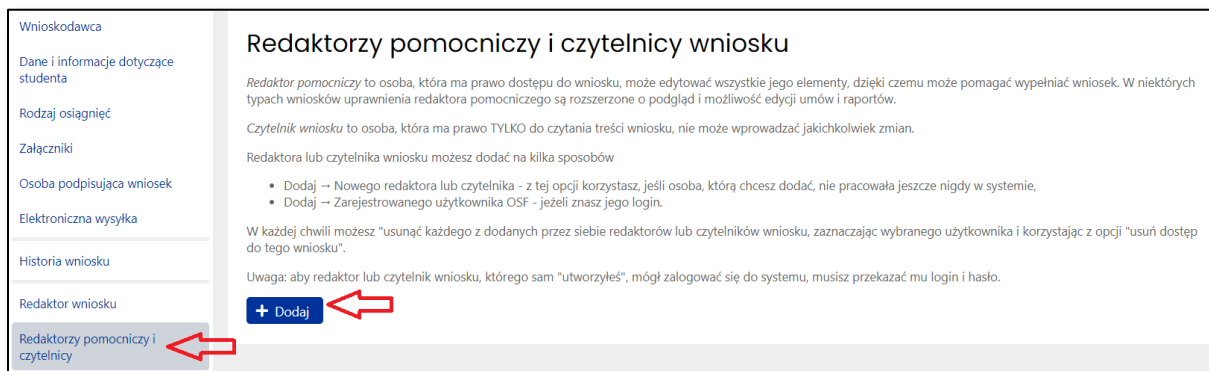 Wnioskodawca
Dane i informacje dotyczące
studenta
Rodzaj osiągnięć
Załączniki
Osoba podpisująca wniosek
Elektroniczna wysyłka
Historia wniosku
Redaktor wniosku
Redaktorzy pomocniczy i
czytelnicy
Redaktorzy pomocniczy i czytelnicy wniosku
Redaktor pomocniczy to osoba, która ma prawo dostępu do wniosku, może edytować wszystkie jego elementy, dzięki czemu może pomagać wypełniać wniosek. W niektórych
typach wniosków uprawnienia redaktora pomocniczego są rozszerzone o podgląd i możliwość edycji umów i raportów.
Czytelnik wniosku to osoba, która ma prawo TYLKO do czytania treści wniosku, nie może wprowadzać jakichkolwiek zmian.
Redaktora lub czytelnika wniosku możesz dodać na kilka sposobów
• Dodaj → Nowego redaktora lub czytelnika - z tej opcji korzystasz, jeśli osoba, którą chcesz dodać, nie pracowała jeszcze nigdy w systemie,
• Dodaj → Zarejestrowanego użytkownika OSF - jeżeli znasz jego login.
W każdej chwili możesz "usunąć każdego z dodanych przez siebie redaktorów lub czytelników wniosku, zaznaczając wybranego użytkownika i korzystając z opcji "usuń dostęp
do tego wniosku".
Uwaga: aby redaktor lub czytelnik wniosku, którego sam "utworzyłeś", mógł zalogować się do systemu, musisz przekazać mu login i hasło.
+ Dodaj